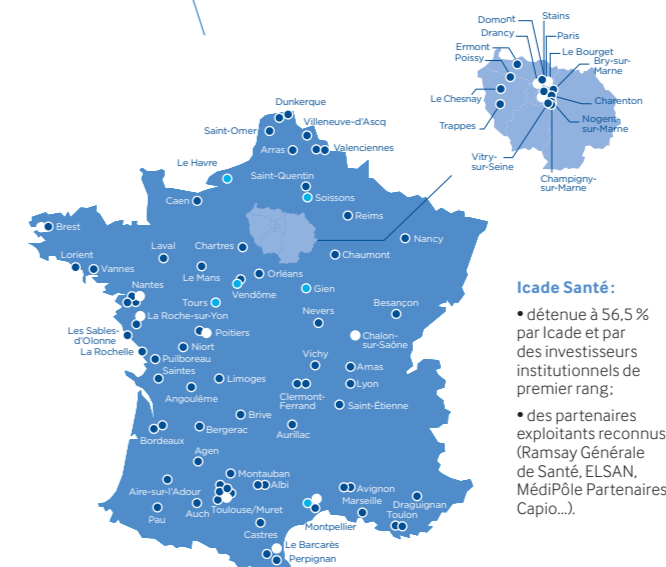 Domont
Stains
Drancy
Paris
Ermont
Le Bourget
Poissy
Bry-sur-
Marne
Le Chesnay
Charenton
Trappes
Nogent-
sur-Marne
Vitry-
sur-Seine
Champigny-
sur-Marne
Dunkerque
Saint-Omer
Villeneuve-d'Ascq
Arras
Valenciennes
Le Havre
Saint-Quentin
Soissons
Caen
Reims
Brest
Nancy
Laval
Chartres
Chaumont
Lorient
Vannes
Le Mans
Orléans
Nantes
Vendôme
Gien
Tours
Besançon
La Roche-sur-Yon
Nevers
Les Sables-
d'Olonne
Poitiers
Chalon-
sur-Saône
La Rochelle
Niort
Puilboreau
Vichy
Arnas
Saintes
Limoges
Lyon
Angoulême
Clermont-
Ferrand
Saint-Étienne
Brive
Bordeaux
Bergerac
Aurillac
Agen
Montauban
Aire-sur-l'Adour
Albi
Avignon
Marseille
Draguignan
Pau
Auch
Toulouse/Muret
Toulon
Montpellier
Castres
Le Barcarès
Perpignan
Icade Santé :
• détenue à 56,5 %
par Icade et par
des investisseurs
institutionnels de
premier rang ;
• des partenaires
exploitants reconnus
(Ramsay Générale
de Santé, ELSAN,
MédiPôle Partenaires
Capio...).